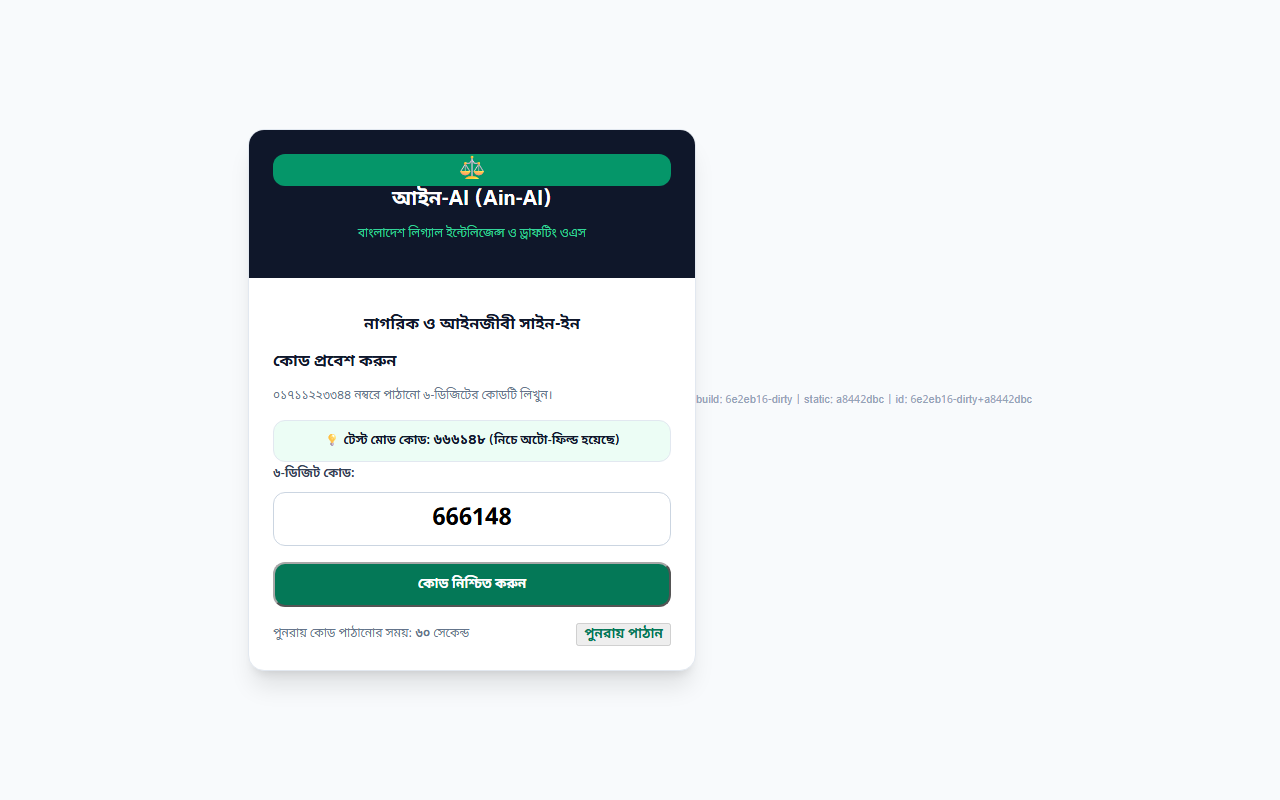 আইন-AI (Ain-AI)
বাংলাদেশ লিগ্যাল ইন্টেলিজেন্স ও ড্রাফটিং ওএস
নাগরিক ও আইনজীবী সাইন-ইন
কোড প্রবেশ করুন
০১৭১১২২৩৩৪৪ নম্বরে পাঠানো ৬-ডিজিটের কোডটি লিখুন।
build: 6e2eb16-dirty | static: a8442dbc | id: 6e2eb16-dirty+a8442dbc
💡 টেস্ট মোড কোড: ৬৬৬১৪৮ (নিচে অটো-ফিল্ড হয়েছে)
৬-ডিজিট কোড:
666148
কোড নিশ্চিত করুন
পুনরায় কোড পাঠানোর সময়: ৬০ সেকেন্ড
পুনরায় পাঠান